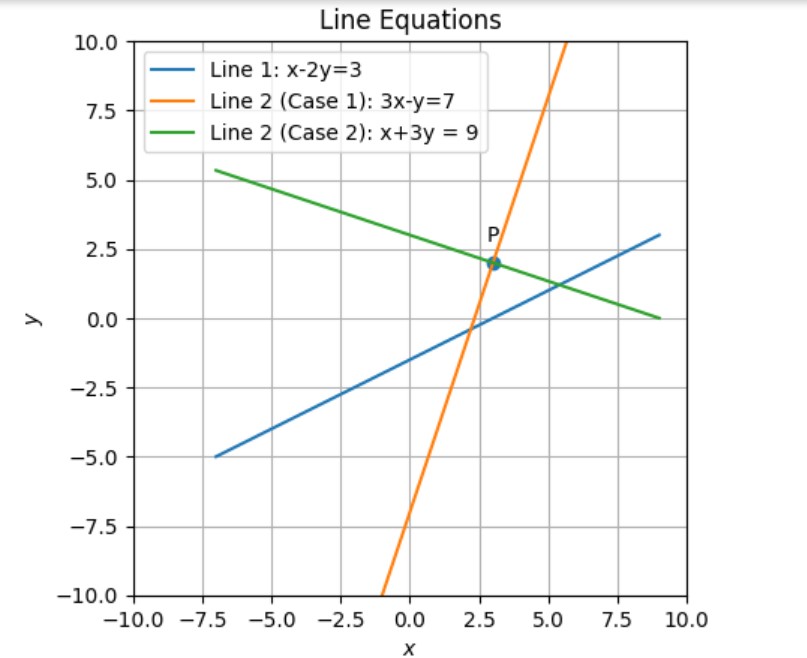 Line Equations
Line 1: x-2y=3
Line 2 (Case 1): 3x-y=7
Line 2 (Case 2): x+3y = 9
P
y
10.0
7.5
5.0
2.5
0.0
−2.5
−5.0
−7.5
−10.0
−10.0 −7.5 −5.0 −2.5 0.0 2.5 5.0 7.5 10.0
x